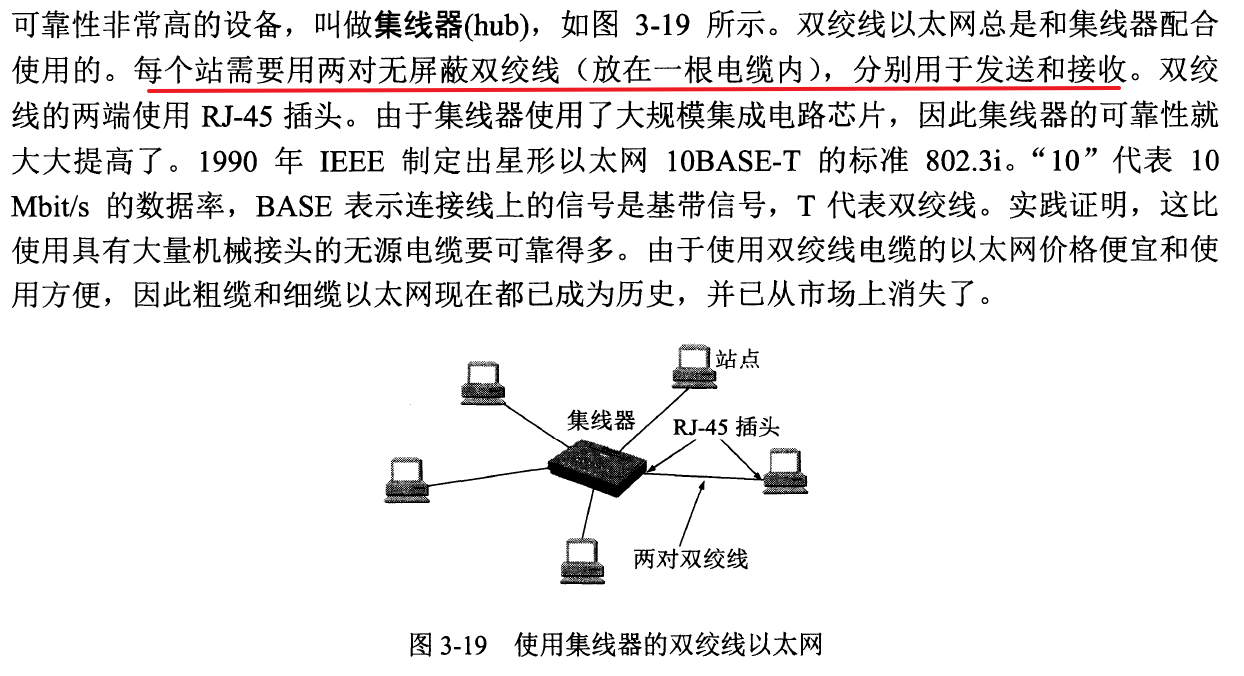 可靠性非常高的设备，叫做集线器(hub)，如图 3-19 所示。双绞线以太网总是和集线器配合
使用的。每个站需要用两对无屏蔽双绞线（放在一根电缆内），分别用于发送和接收。双绞
线的两端使用 RJ-45 插头。由于集线器使用了大规模集成电路芯片，因此集线器的可靠性就
大大提高了。1990 年 IEEE 制定出星形以太网 10BASE-T 的标准 802.3i。“10”代表 10
Mbit/s 的数据率，BASE 表示连接线上的信号是基带信号，T 代表双绞线。实践证明，这比
使用具有大量机械接头的无源电缆要可靠得多。由于使用双绞线电缆的以太网价格便宜和使
用方便，因此粗缆和细缆以太网现在都已成为历史，并已从市场上消失了。
站点
集线器
RJ-45 插头
两对双绞线
图 3-19 使用集线器的双绞线以太网